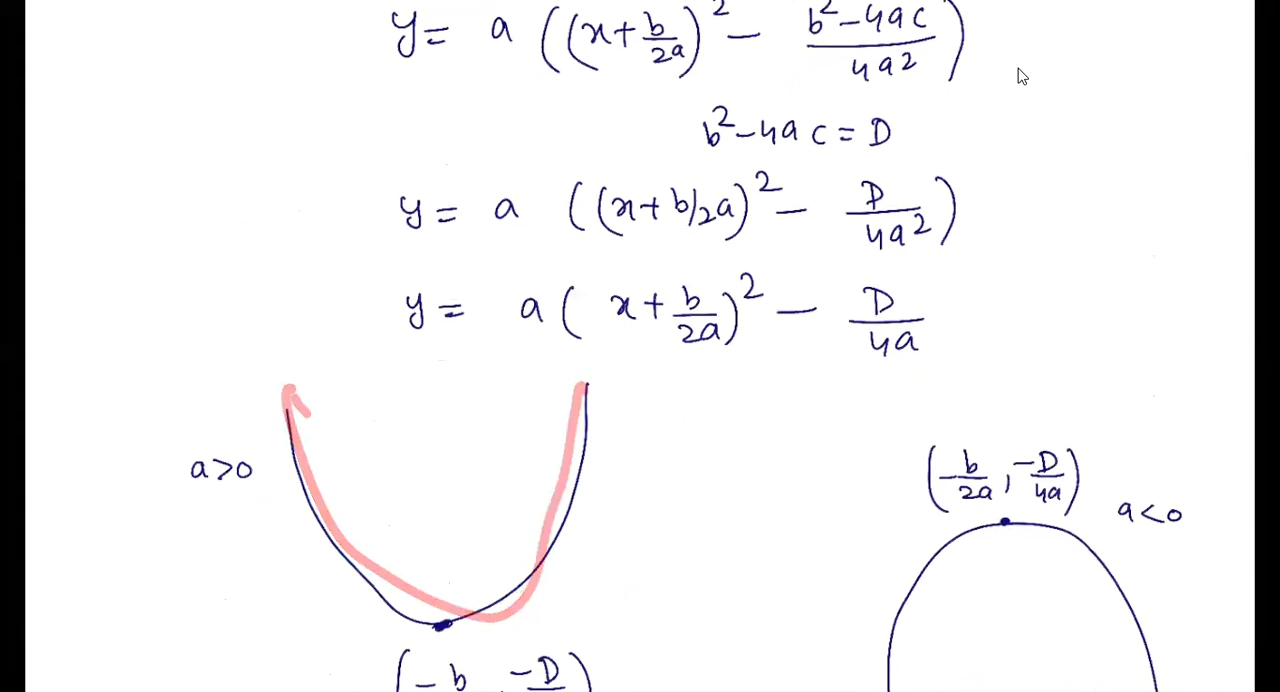 y = a ((x + b/2a)² - (b² - 4ac)/4a²)
b² - 4ac = D
y = a ((x + b/2a)² - D/4a²)
y = a (x + b/2a)² - D/4a
a>0
(-b/2a, -D/4a)
a<0
(-b -D